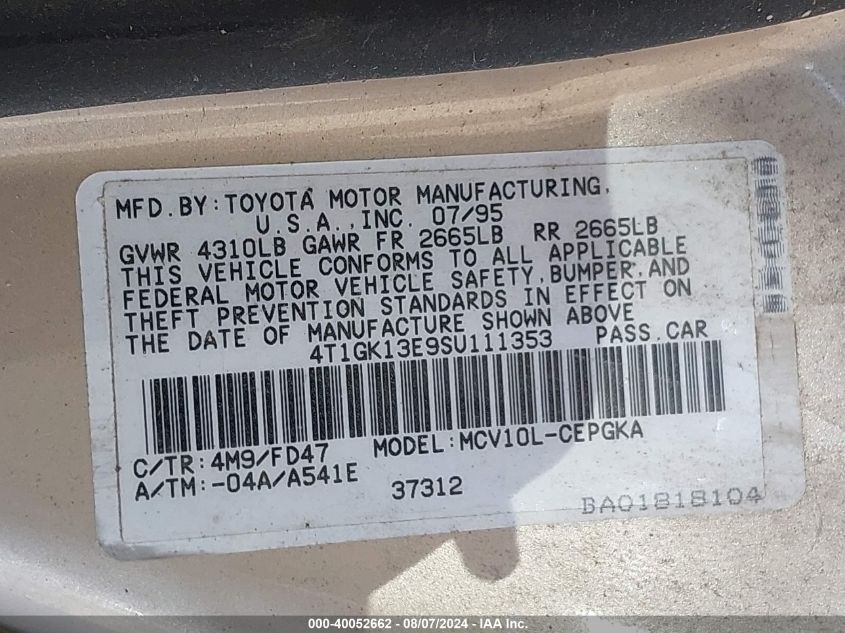 MFD.BY:TOYOTA MOTOR MANUFACTURING,
U.S.A.,INC. 07/95
GVWR 4310LB GAWR FR 2665LB RR 2665LB
THIS VEHICLE CONFORMS TO ALL APPLICABLE
FEDERAL MOTOR VEHICLE SAFETY,BUMPER,AND
THEFT PREVENTION STANDARDS IN EFFECT ON
THE DATE OF MANUFACTURE SHOWN ABOVE
4T1GK13E9SU111353 PASS.CAR
C/TR:4M9/FD47 MODEL:MCV10L-CEPGKA
A/TM:-04A/A541E 37312
BA01818104
000-40052662 - 08/07/2024 - IAA Inc.